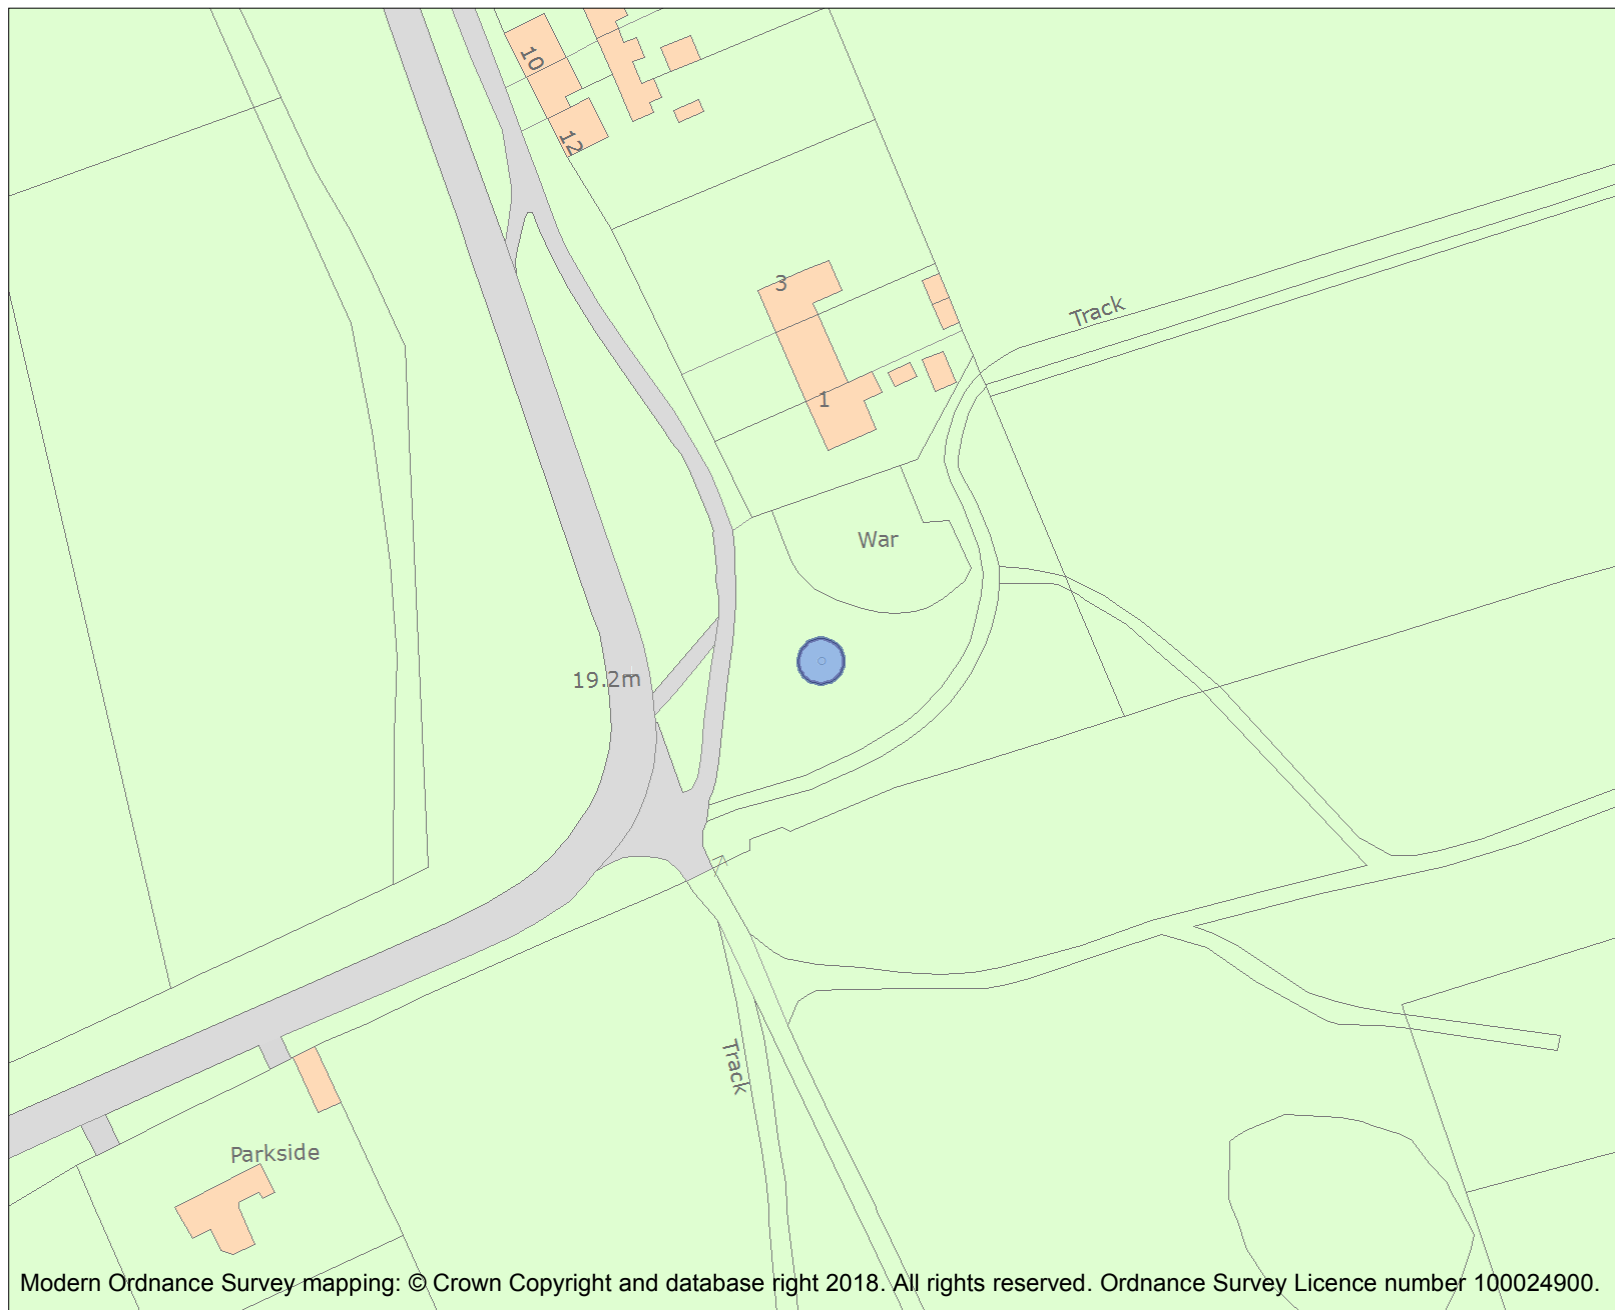 10
12
3
Track
1
War
19.2m
Track
Parkside
Modern Ordnance Survey mapping: © Crown Copyright and database right 2018. All rights reserved. Ordnance Survey Licence number 100024900.